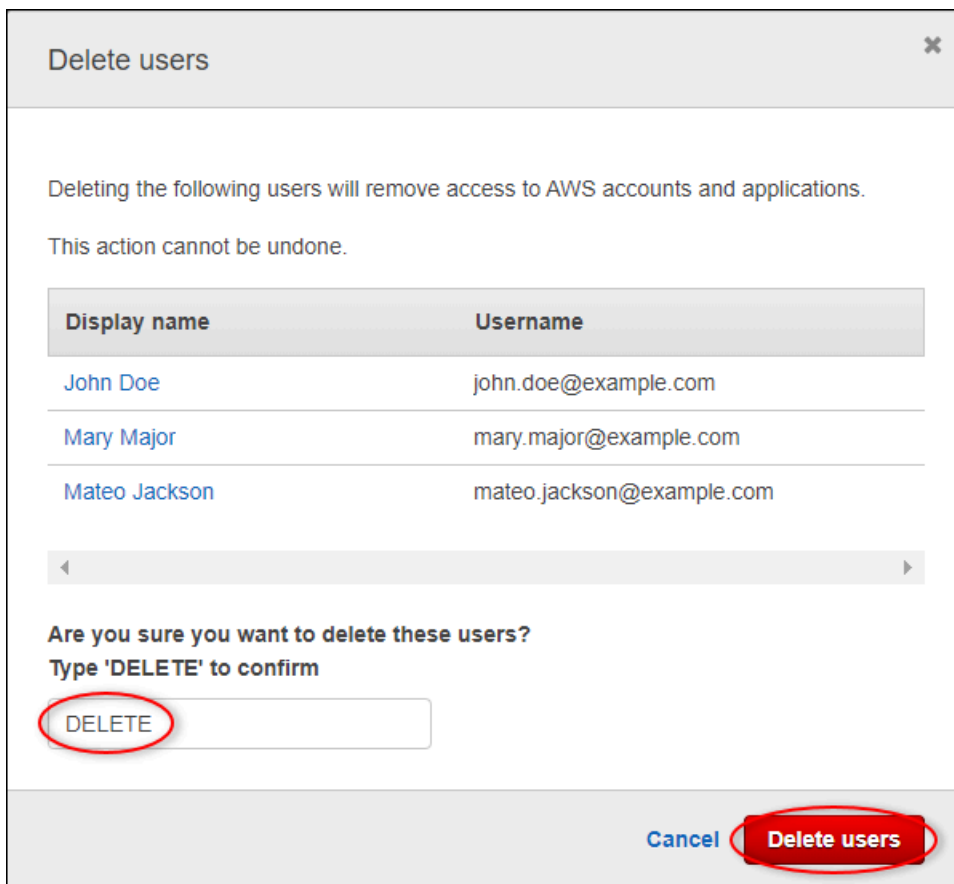 Delete users
Deleting the following users will remove access to AWS accounts and applications.
This action cannot be undone.
Display name Username
John Doe john.doe@example.com
Mary Major mary.major@example.com
Mateo Jackson mateo.jackson@example.com
Are you sure you want to delete these users?
Type 'DELETE' to confirm
DELETE
Cancel Delete users